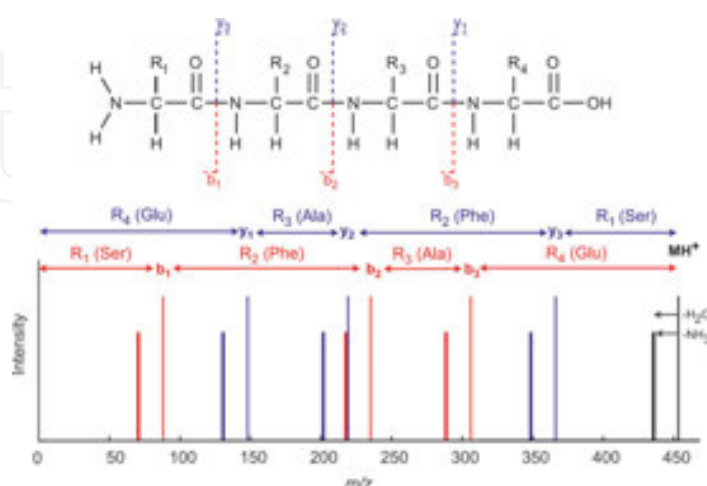 y₃ y₂ y₁
H R₁ O R₂ O R₃ O R₄ O
N — C — C — N — C — C — N — C — C — N — C — C — OH
H H H H H H H H
b₁ b₂ b₃
R₄ (Glu) y₁ R₃ (Ala) y₂ R₂ (Phe) y₃ R₁ (Ser)
R₁ (Ser) b₁ R₂ (Phe) b₂ R₃ (Ala) b₃ R₄ (Glu) MH⁺
-H₂O
-NH₃
Intensity
0 50 100 150 200 250 300 350 400 450
m/z